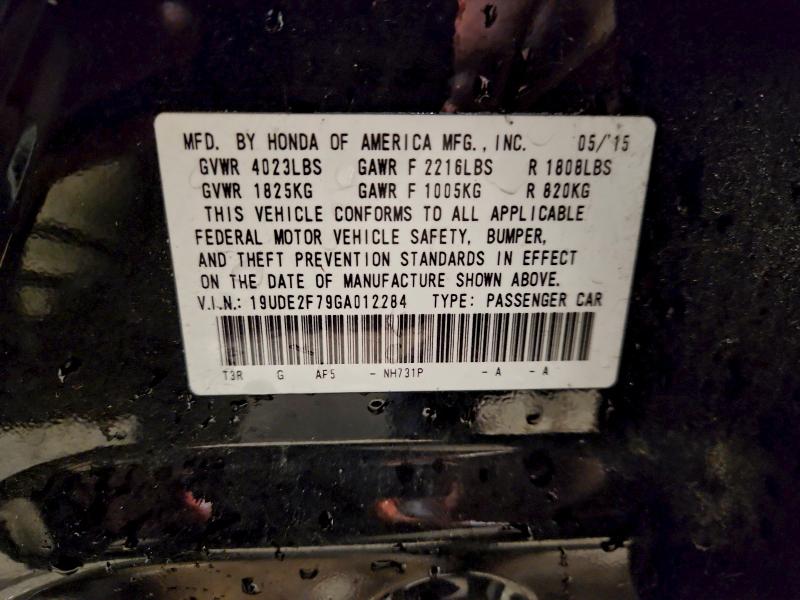 MFD. BY HONDA OF AMERICA MFG., INC. 05/'15
GVWR 4023LBS GAWR F 2216LBS R 1808LBS
GVWR 1825KG GAWR F 1005KG R 820KG
THIS VEHICLE CONFORMS TO ALL APPLICABLE
FEDERAL MOTOR VEHICLE SAFETY, BUMPER,
AND THEFT PREVENTION STANDARDS IN EFFECT
ON THE DATE OF MANUFACTURE SHOWN ABOVE.
V.I.N.: 19UDE2F79GA012284 TYPE: PASSENGER CAR
T3R G AF5 - NH731P - A - A